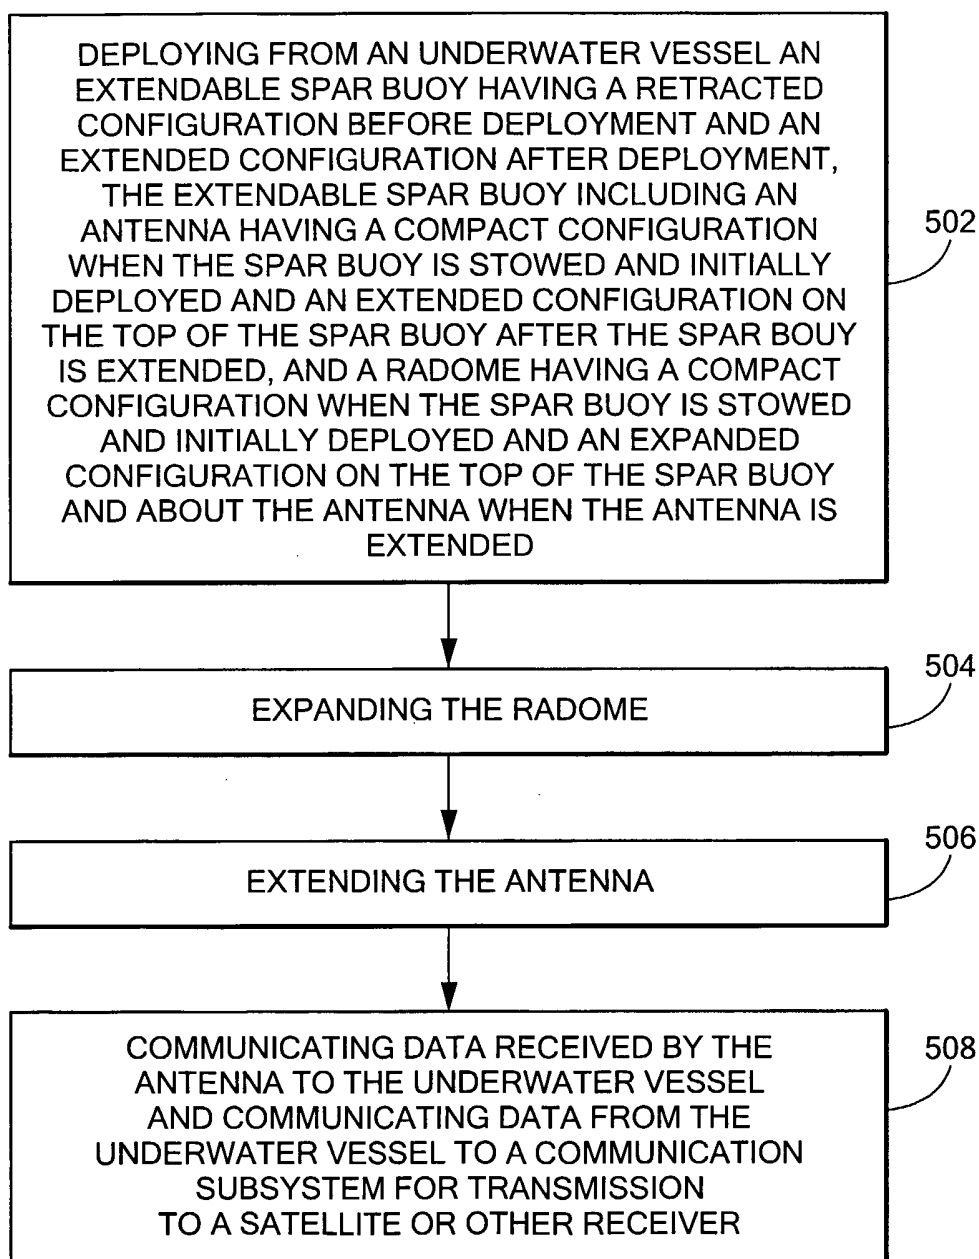 DEPLOYING FROM AN UNDERWATER VESSEL AN
EXTENDABLE SPAR BUOY HAVING A RETRACTED
CONFIGURATION BEFORE DEPLOYMENT AND AN
EXTENDED CONFIGURATION AFTER DEPLOYMENT,
THE EXTENDABLE SPAR BUOY INCLUDING AN
ANTENNA HAVING A COMPACT CONFIGURATION
WHEN THE SPAR BUOY IS STOWED AND INITIALLY
DEPLOYED AND AN EXTENDED CONFIGURATION ON
THE TOP OF THE SPAR BUOY AFTER THE SPAR BOUY
IS EXTENDED, AND A RADOME HAVING A COMPACT
CONFIGURATION WHEN THE SPAR BUOY IS STOWED
AND INITIALLY DEPLOYED AND AN EXPANDED
CONFIGURATION ON THE TOP OF THE SPAR BUOY
AND ABOUT THE ANTENNA WHEN THE ANTENNA IS
EXTENDED
502
EXPANDING THE RADOME
504
EXTENDING THE ANTENNA
506
COMMUNICATING DATA RECEIVED BY THE
ANTENNA TO THE UNDERWATER VESSEL
AND COMMUNICATING DATA FROM THE
UNDERWATER VESSEL TO A COMMUNICATION
SUBSYSTEM FOR TRANSMISSION
TO A SATELLITE OR OTHER RECEIVER
508